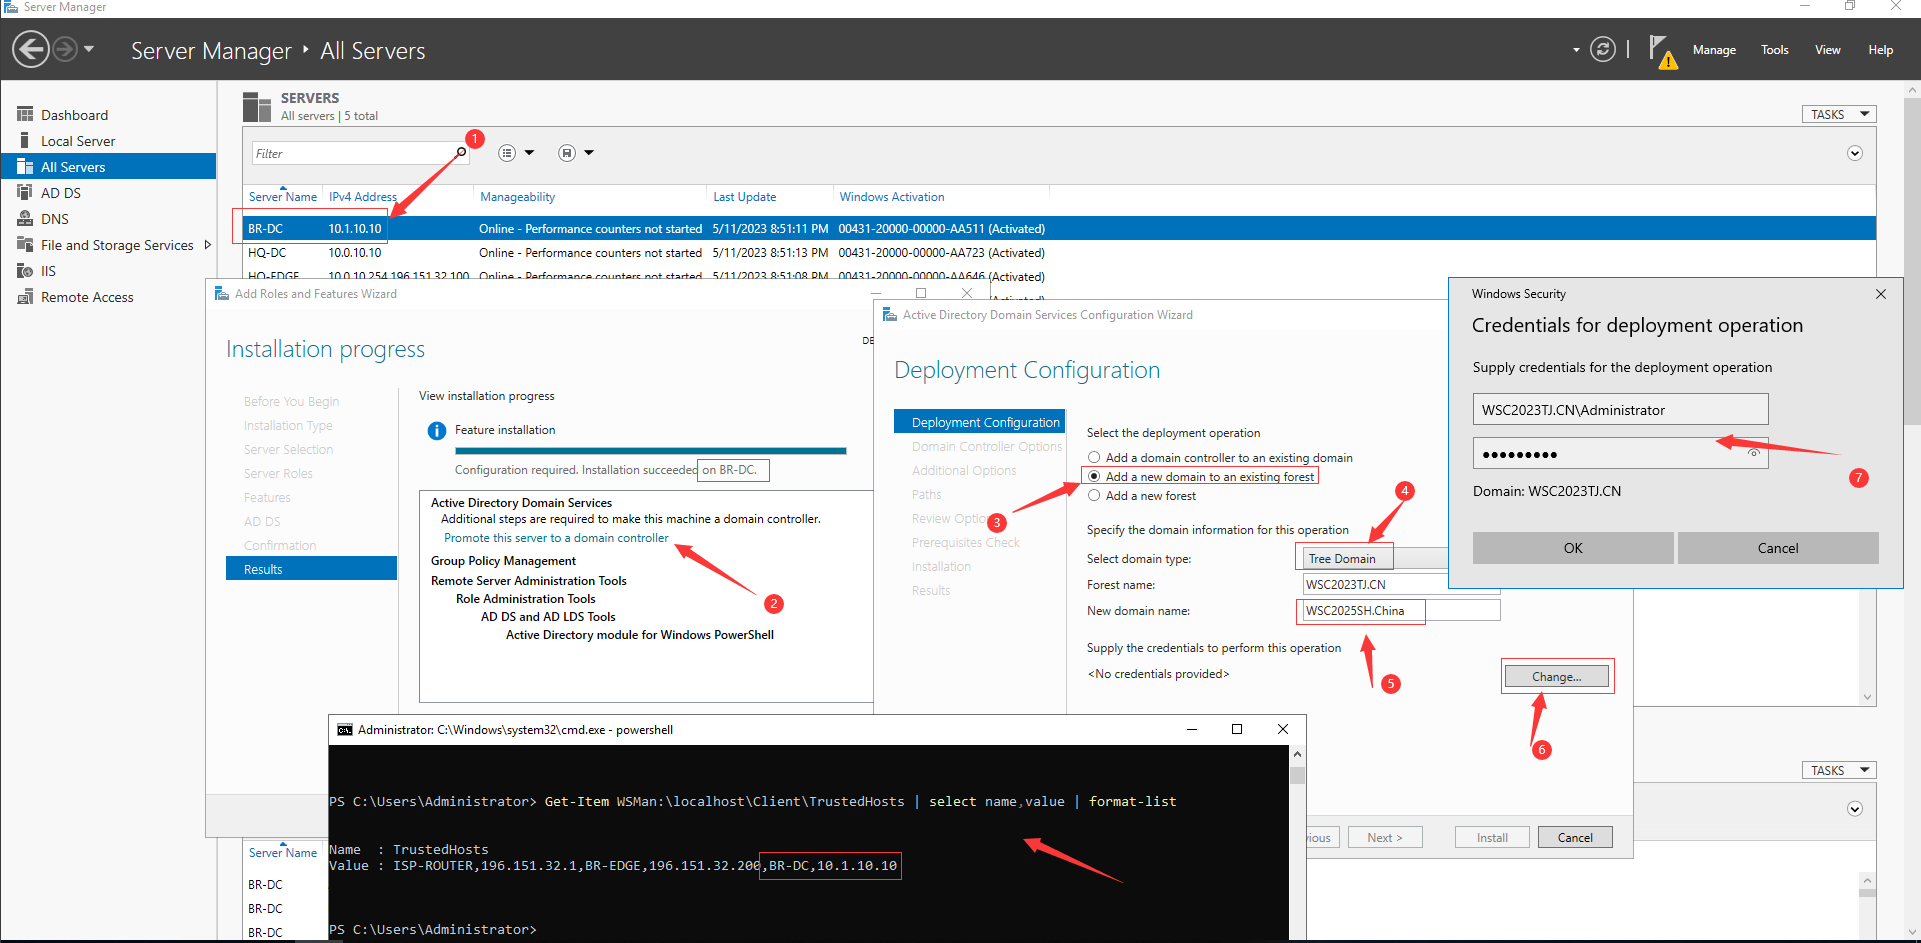 Server Manager
Server Manager ‣ All Servers
Manage Tools View Help
Dashboard
Local Server
All Servers
AD DS
DNS
File and Storage Services
IIS
Remote Access
SERVERS
All servers | 5 total
TASKS
1
Filter
Server Name IPv4 Address Manageability Last Update Windows Activation
BR-DC 10.1.10.10 Online - Performance counters not started 5/11/2023 8:51:11 PM 00431-20000-00000-AA511 (Activated)
HQ-DC 10.0.10.10 Online - Performance counters not started 5/11/2023 8:51:13 PM 00431-20000-00000-AA723 (Activated)
HQ-EDGE 10.0.10.254,196.151.32.100 Online - Performance counters not started 5/11/2023 8:51:08 PM 00431-20000-00000-AA646 (Activated)
Add Roles and Features Wizard
Installation progress
Before You Begin
Installation Type
Server Selection
Server Roles
Features
AD DS
Confirmation
Results
View installation progress
Feature installation
Configuration required. Installation succeeded on BR-DC.
Active Directory Domain Services
Additional steps are required to make this machine a domain controller.
Promote this server to a domain controller
2
Group Policy Management
Remote Server Administration Tools
Role Administration Tools
AD DS and AD LDS Tools
Active Directory module for Windows PowerShell
Active Directory Domain Services Configuration Wizard
Deployment Configuration
Deployment Configuration
Domain Controller Options
Additional Options
Paths
Review Optio
Prerequisites Check
Installation
Results
Select the deployment operation
Add a domain controller to an existing domain
Add a new domain to an existing forest
Add a new forest
3
4
Specify the domain information for this operation
Select domain type: Tree Domain
Forest name: WSC2023TJ.CN
New domain name: WSC2025SH.China
Supply the credentials to perform this operation
<No credentials provided>
5
Change...
6
vious Next > Install Cancel
Windows Security
Credentials for deployment operation
Supply credentials for the deployment operation
WSC2023TJ.CN\Administrator
●●●●●●●●●
7
Domain: WSC2023TJ.CN
OK Cancel
Administrator: C:\Windows\system32\cmd.exe - powershell
PS C:\Users\Administrator> Get-Item WSMan:\localhost\Client\TrustedHosts | select name,value | format-list
Name : TrustedHosts
Value : ISP-ROUTER,196.151.32.1,BR-EDGE,196.151.32.200,BR-DC,10.1.10.10
PS C:\Users\Administrator>
TASKS
Server Name
BR-DC
BR-DC
BR-DC